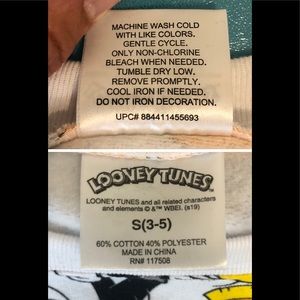 MACHINE WASH COLD
WITH LIKE COLORS.
GENTLE CYCLE.
ONLY NON-CHLORINE
BLEACH WHEN NEEDED.
TUMBLE DRY LOW.
REMOVE PROMPTLY.
COOL IRON IF NEEDED.
DO NOT IRON DECORATION.
UPC# 884411455693
LOONEY TUNES
LOONEY TUNES and all related characters
and elements © & ™ WBEI. (s19)
S(3-5)
60% COTTON 40% POLYESTER
MADE IN CHINA
RN# 117508